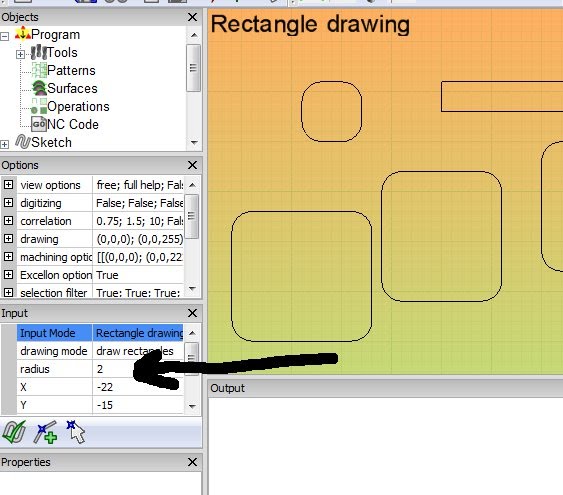 Objects
Rectangle drawing
Program
Tools
Patterns
Surfaces
Operations
NC Code
Sketch
Options
view options free; full help; Fals
digitizing False; False; False
correlation 0.75; 1.5; 10; Fal
drawing (0,0,0); (0,0,255)
machining optic [[(0,0,0); (0,0,22
Excellon option True
selection filter True; True; True;
Input
Input Mode Rectangle drawing
drawing mode draw rectangles
radius 2
X -22
Y -15
Output
Properties